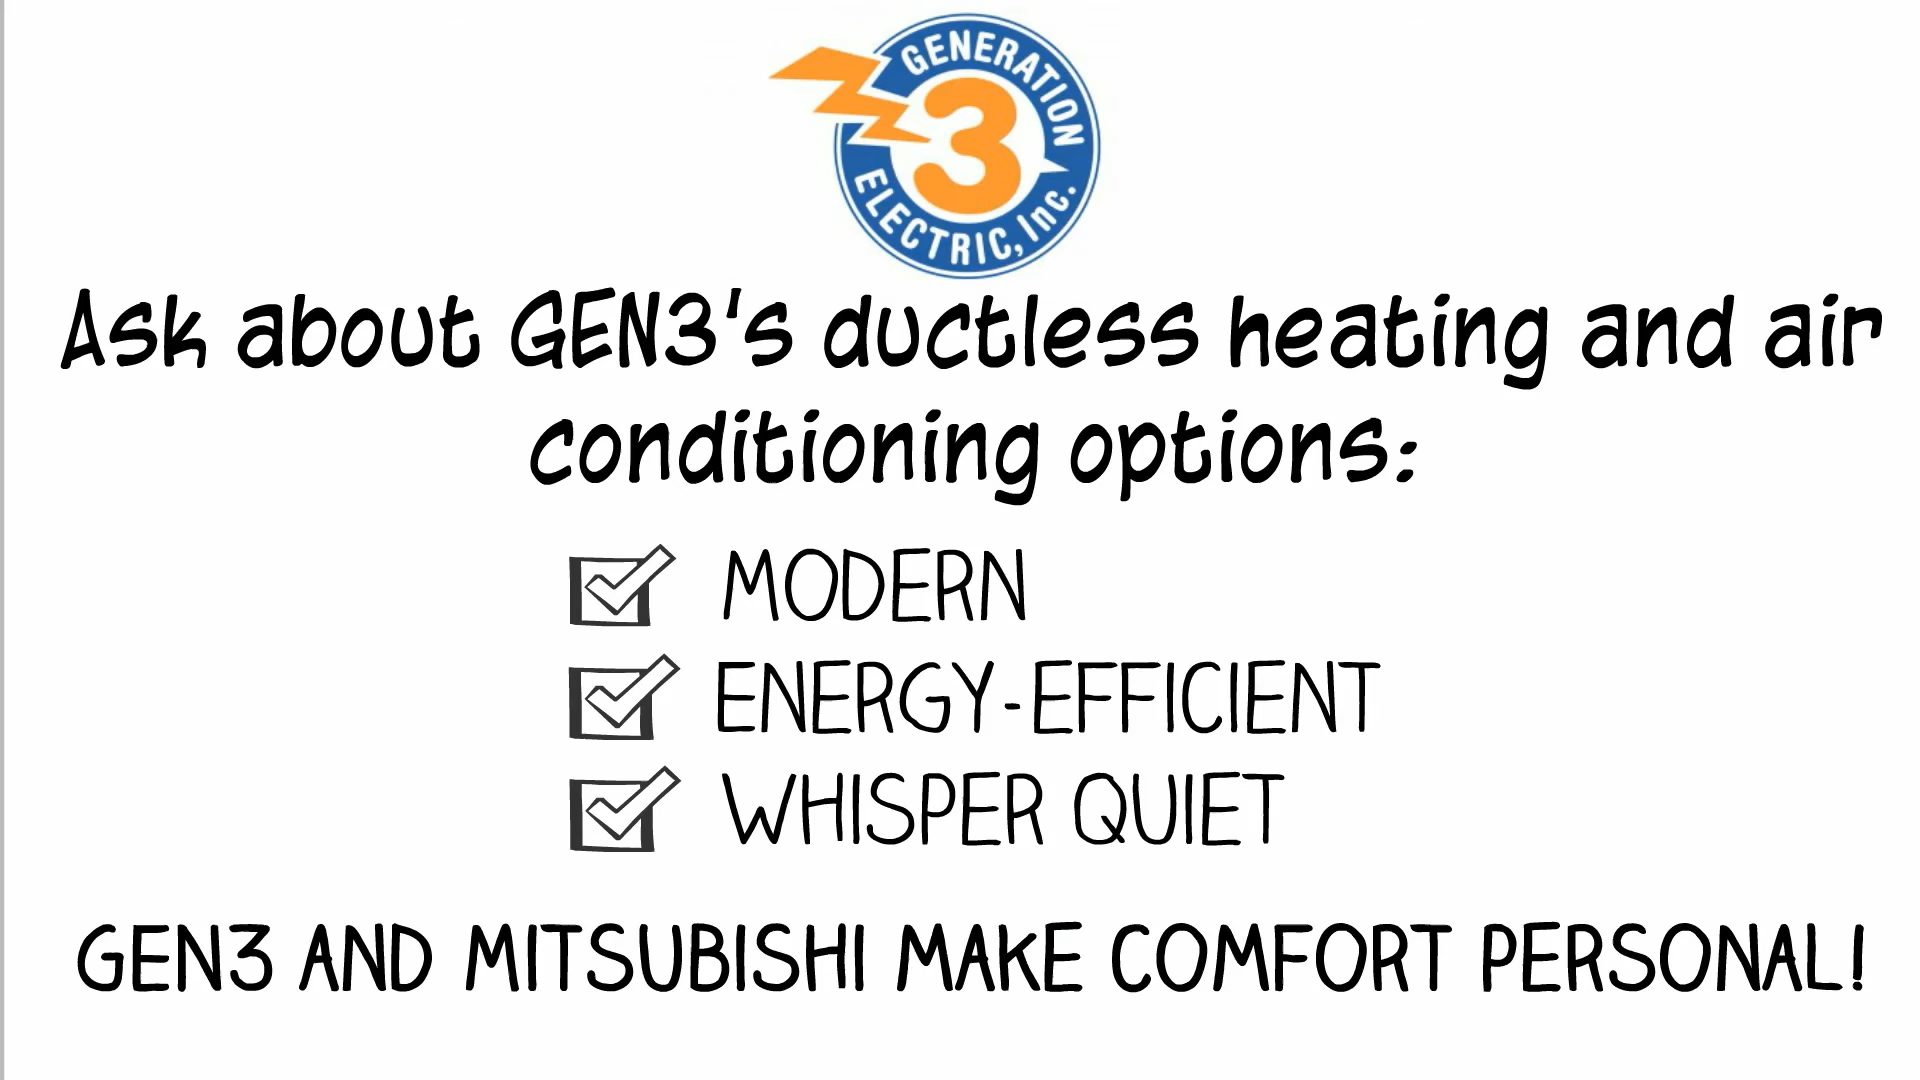 GENERATION
3
ELECTRIC, Inc.
Ask about GEN3's ductless heating and air
conditioning options:
MODERN
ENERGY-EFFICIENT
WHISPER QUIET
GEN3 AND MITSUBISHI MAKE COMFORT PERSONAL!